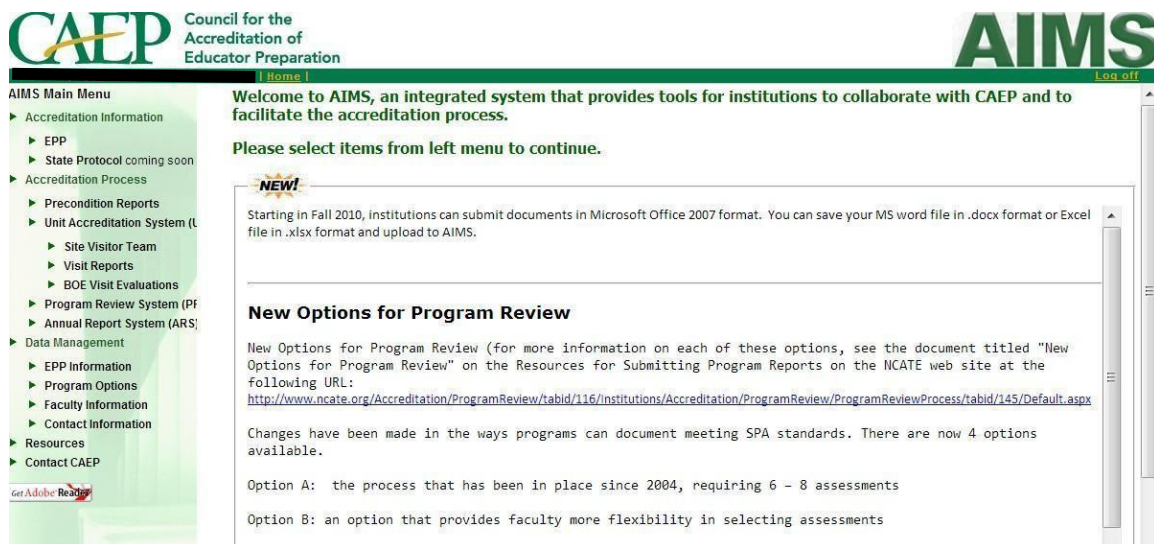 CAEP
Council for the
Accreditation of
Educator Preparation
AIMS
| Home |
Log off
AIMS Main Menu
Accreditation Information
EPP
State Protocol coming soon
Accreditation Process
Precondition Reports
Unit Accreditation System (U
Site Visitor Team
Visit Reports
BOE Visit Evaluations
Program Review System (PR
Annual Report System (ARS)
Data Management
EPP Information
Program Options
Faculty Information
Contact Information
Resources
Contact CAEP
Get Adobe Reader
Welcome to AIMS, an integrated system that provides tools for institutions to collaborate with CAEP and to
facilitate the accreditation process.
Please select items from left menu to continue.
NEW!
Starting in Fall 2010, institutions can submit documents in Microsoft Office 2007 format. You can save your MS word file in .docx format or Excel
file in .xlsx format and upload to AIMS.
New Options for Program Review
New Options for Program Review (for more information on each of these options, see the document titled "New
Options for Program Review" on the Resources for Submitting Program Reports on the NCATE web site at the
following URL:
http://www.ncate.org/Accreditation/ProgramReview/tabid/116/Institutions/Accreditation/ProgramReview/ProgramReviewProcess/tabid/145/Default.aspx
Changes have been made in the ways programs can document meeting SPA standards. There are now 4 options
available.
Option A: the process that has been in place since 2004, requiring 6 – 8 assessments
Option B: an option that provides faculty more flexibility in selecting assessments